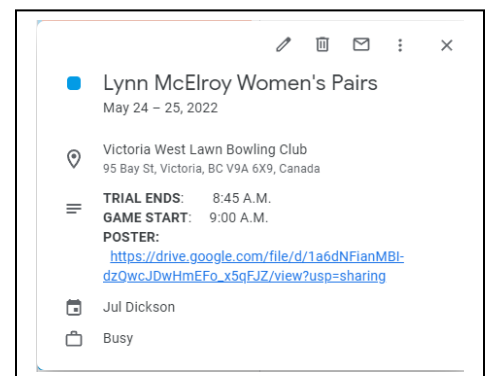 Lynn McElroy Women's Pairs
May 24 – 25, 2022
Victoria West Lawn Bowling Club
95 Bay St, Victoria, BC V9A 6X9, Canada
TRIAL ENDS: 8:45 A.M.
GAME START: 9:00 A.M.
POSTER:
https://drive.google.com/file/d/1a6dNFianMBI-
dzQwcJDwHmEFo_x5qFJZ/view?usp=sharing
Jul Dickson
Busy